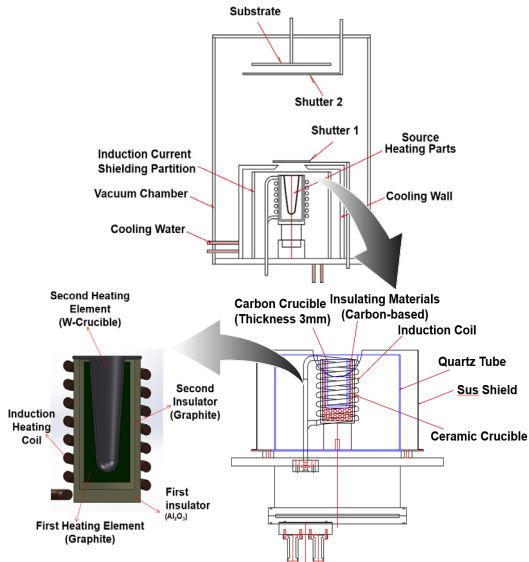 Substrate
Shutter 2
Shutter 1
Source
Heating Parts
Induction Current
Shielding Partition
Vacuum Chamber
Cooling Wall
Cooling Water
Second Heating
Element
(W-Crucible)
Carbon Crucible
(Thickness 3mm)
Insulating Materials
(Carbon-based)
Induction Coil
Quartz Tube
Sus Shield
Second
Insulator
(Graphite)
Induction
Heating
Coil
Ceramic Crucible
First
insulator
(Al₂O₃)
First Heating Element
(Graphite)